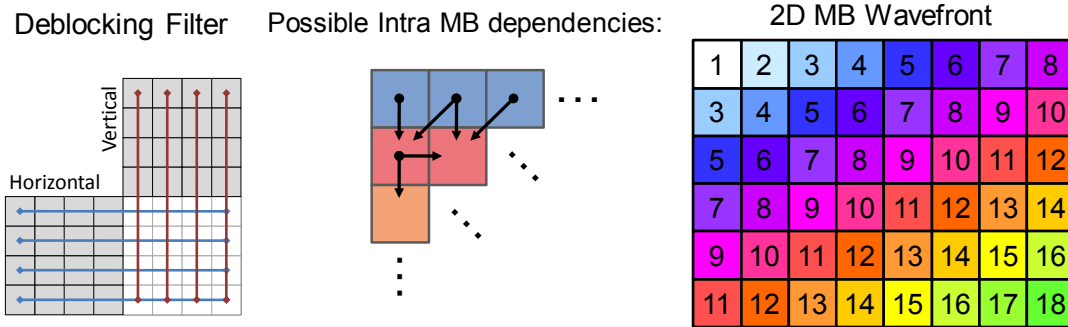 Deblocking Filter
Possible Intra MB dependencies:
2D MB Wavefront
Vertical
Horizontal
1 2 3 4 5 6 7 8
3 4 5 6 7 8 9 10
5 6 7 8 9 10 11 12
7 8 9 10 11 12 13 14
9 10 11 12 13 14 15 16
11 12 13 14 15 16 17 18